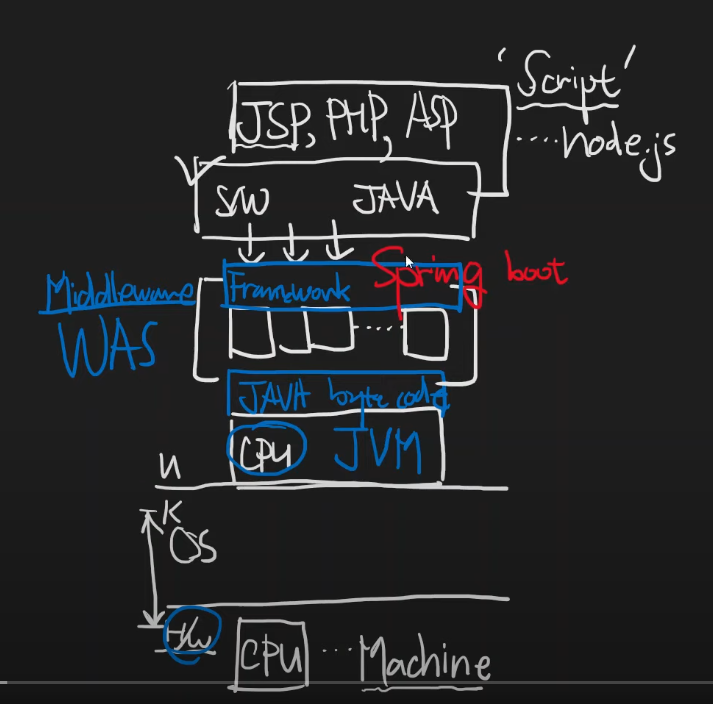 'Script'
JSP, PHP, ASP
....node.js
S/W JAVA
Spring boot
Middleware
Framework
WAS
....
JAVA byte code
CPU JVM
U
K
OS
H/w
CPU ... Machine